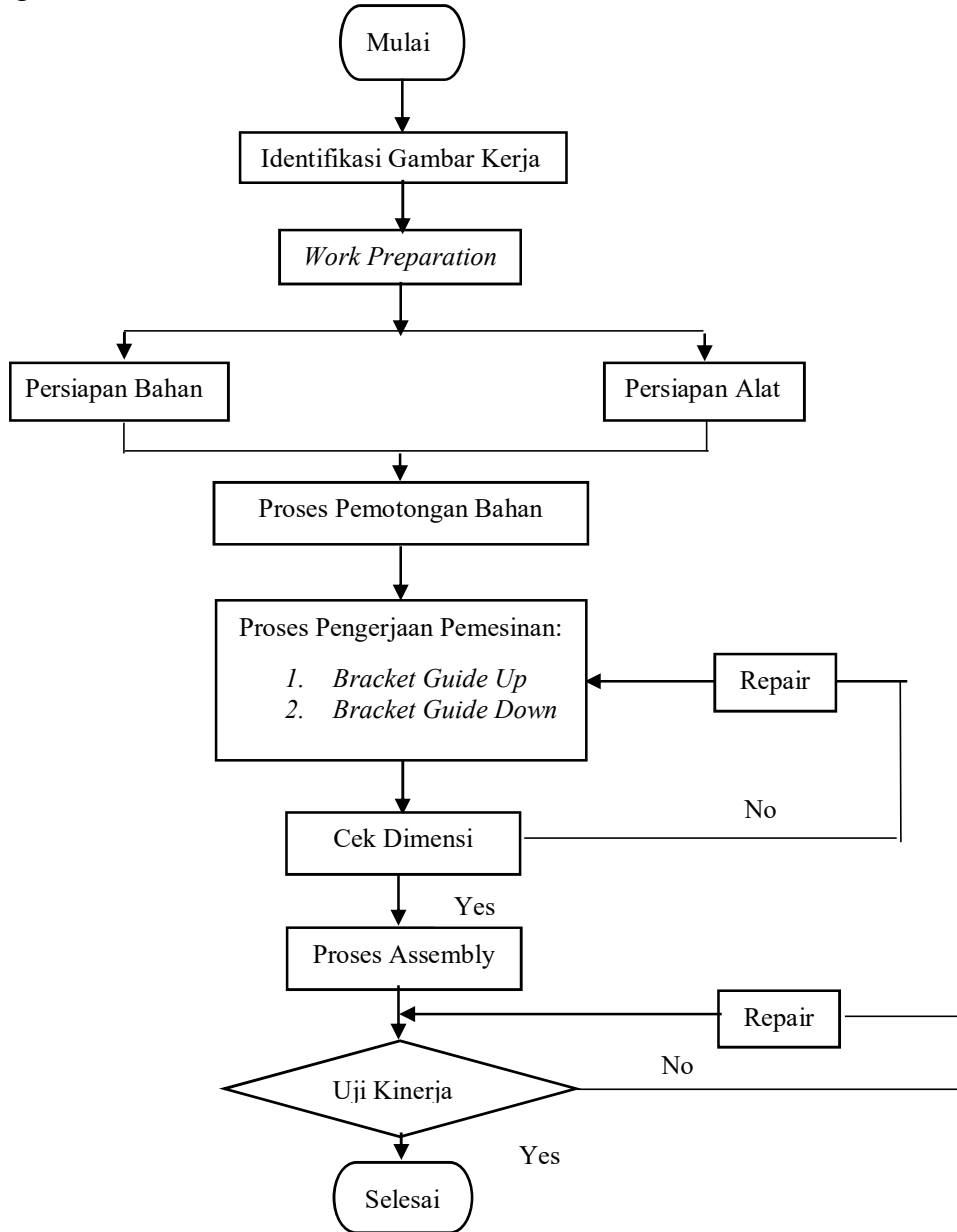 Mulai
Identifikasi Gambar Kerja
Work Preparation
Persiapan Bahan
Persiapan Alat
Proses Pemotongan Bahan
Proses Pengerjaan Pemesinan:
1. Bracket Guide Up
2. Bracket Guide Down
Repair
No
Cek Dimensi
Yes
Proses Assembly
Repair
No
Uji Kinerja
Yes
Selesai